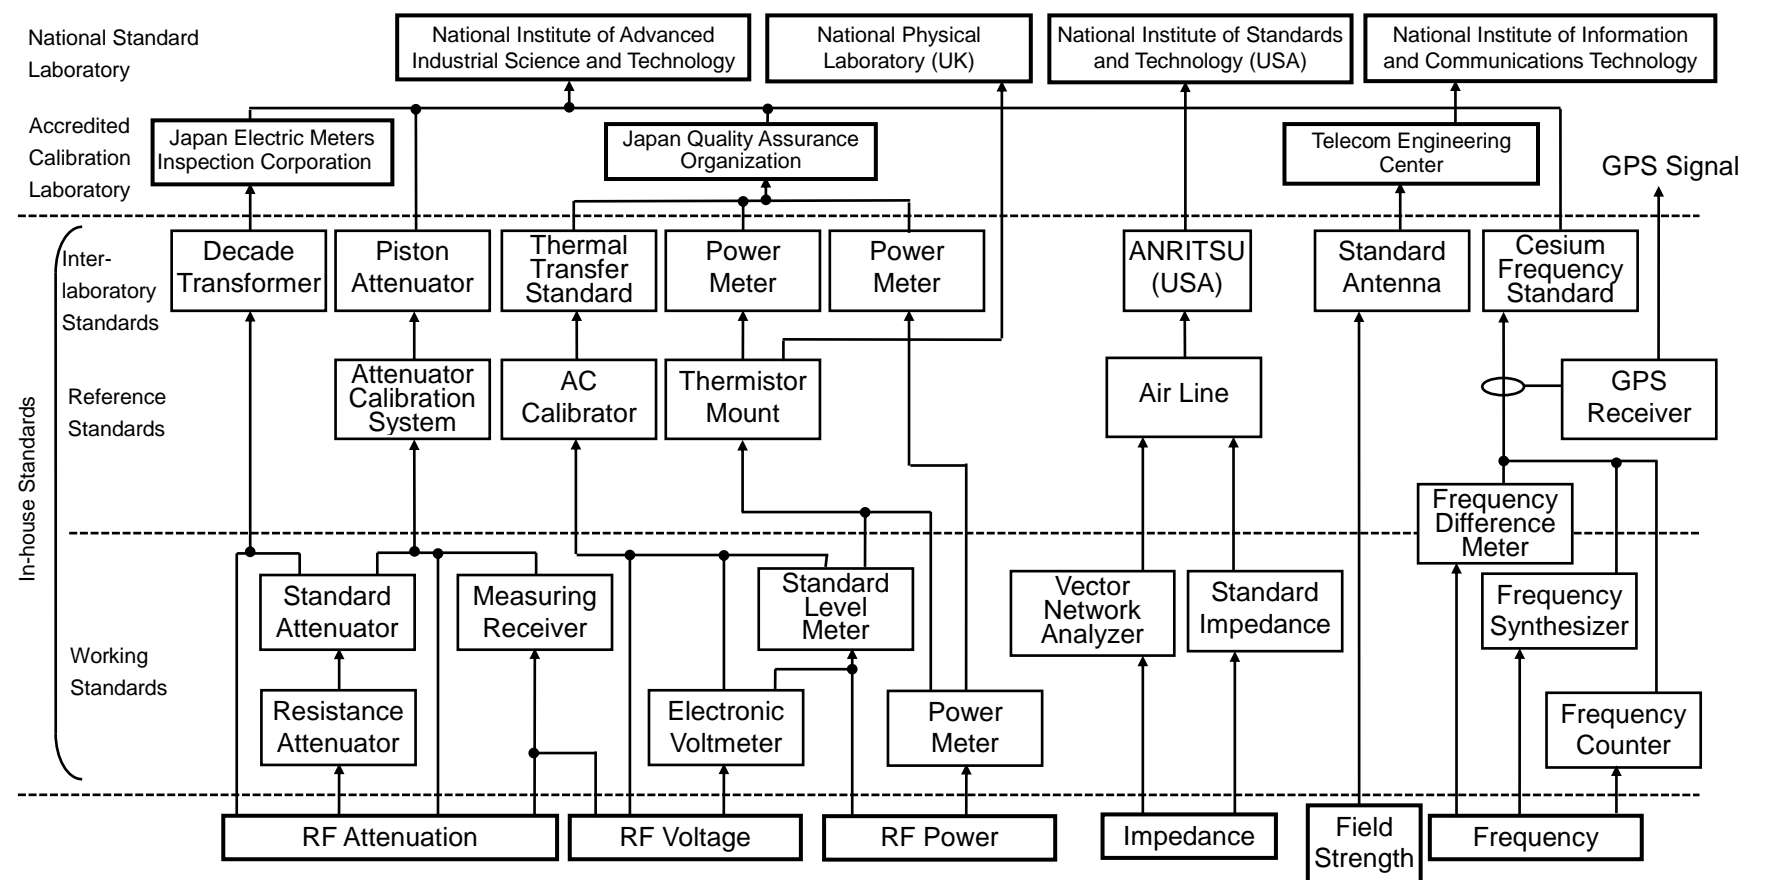 National Standard
Laboratory
National Institute of Advanced
Industrial Science and Technology
National Physical
Laboratory (UK)
National Institute of Standards
and Technology (USA)
National Institute of Information
and Communications Technology
Accredited
Calibration
Laboratory
Japan Electric Meters
Inspection Corporation
Japan Quality Assurance
Organization
Telecom Engineering
Center
GPS Signal
In-house Standards
Inter-
laboratory
Standards
Decade
Transformer
Piston
Attenuator
Thermal
Transfer
Standard
Power
Meter
Power
Meter
ANRITSU
(USA)
Standard
Antenna
Cesium
Frequency
Standard
Reference
Standards
Attenuator
Calibration
System
AC
Calibrator
Thermistor
Mount
Air Line
GPS
Receiver
Frequency
Difference
Meter
Working
Standards
Standard
Attenuator
Measuring
Receiver
Standard
Level
Meter
Vector
Network
Analyzer
Standard
Impedance
Frequency
Synthesizer
Resistance
Attenuator
Electronic
Voltmeter
Power
Meter
Frequency
Counter
RF Attenuation
RF Voltage
RF Power
Impedance
Field
Strength
Frequency